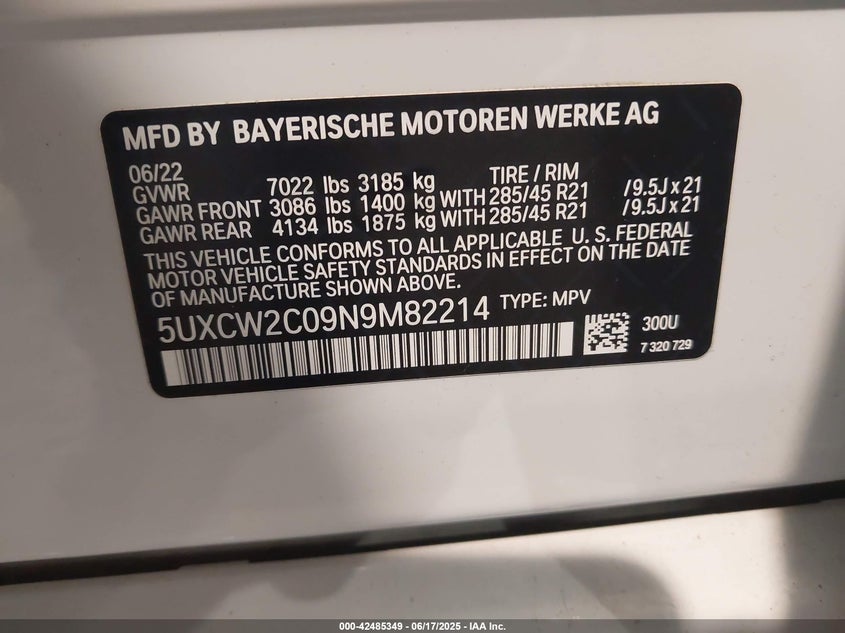 MFD BY BAYERISCHE MOTOREN WERKE AG
06/22 TIRE / RIM
GVWR 7022 lbs 3185 kg
GAWR FRONT 3086 lbs 1400 kg WITH 285/45 R21 /9.5J x 21
GAWR REAR 4134 lbs 1875 kg WITH 285/45 R21 /9.5J x 21
THIS VEHICLE CONFORMS TO ALL APPLICABLE U. S. FEDERAL
MOTOR VEHICLE SAFETY STANDARDS IN EFFECT ON THE DATE
OF MANUFACTURE SHOWN ABOVE.
5UXCW2C09N9M82214 TYPE: MPV
300U
7 320 729
000-42485349 - 06/17/2025 - IAA Inc.